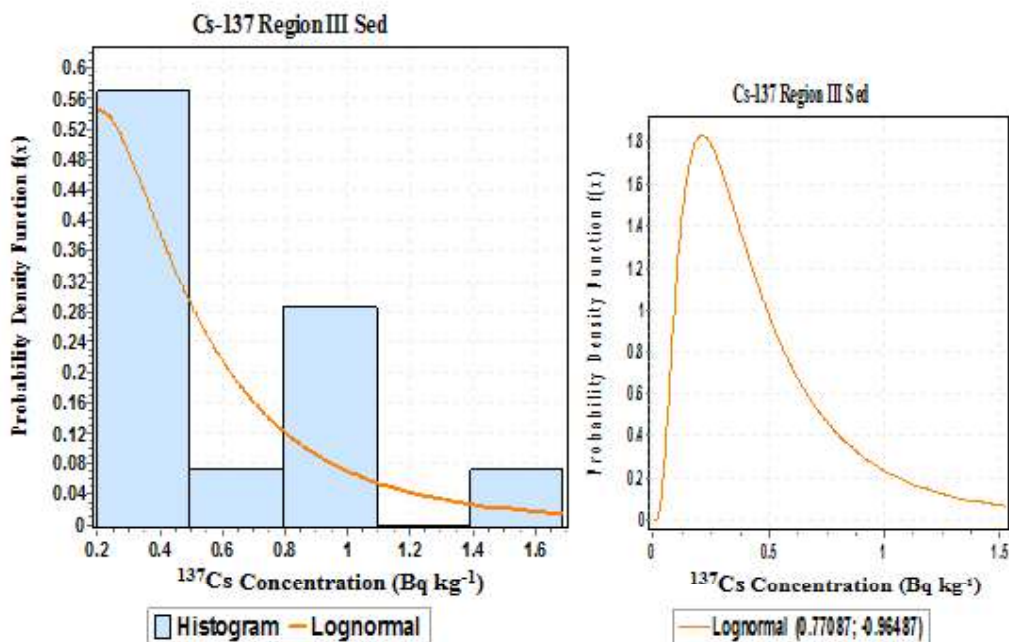 Cs-137 Region III Sed
Probability Density Function f(x)
0.6
0.56
0.52
0.48
0.44
0.4
0.36
0.32
0.28
0.24
0.2
0.16
0.12
0.08
0.04
0
0.2 0.4 0.6 0.8 1 1.2 1.4 1.6
¹³⁷Cs Concentration (Bq kg⁻¹)
Histogram Lognormal
Cs-137 Region III Sed
Probability Density Function f(x)
1.8
1.6
1.4
1.2
1
0.8
0.6
0.4
0.2
0
0 0.5 1 1.5
¹³⁷Cs Concentration (Bq kg⁻¹)
Lognormal (0.77087; -0.96487)